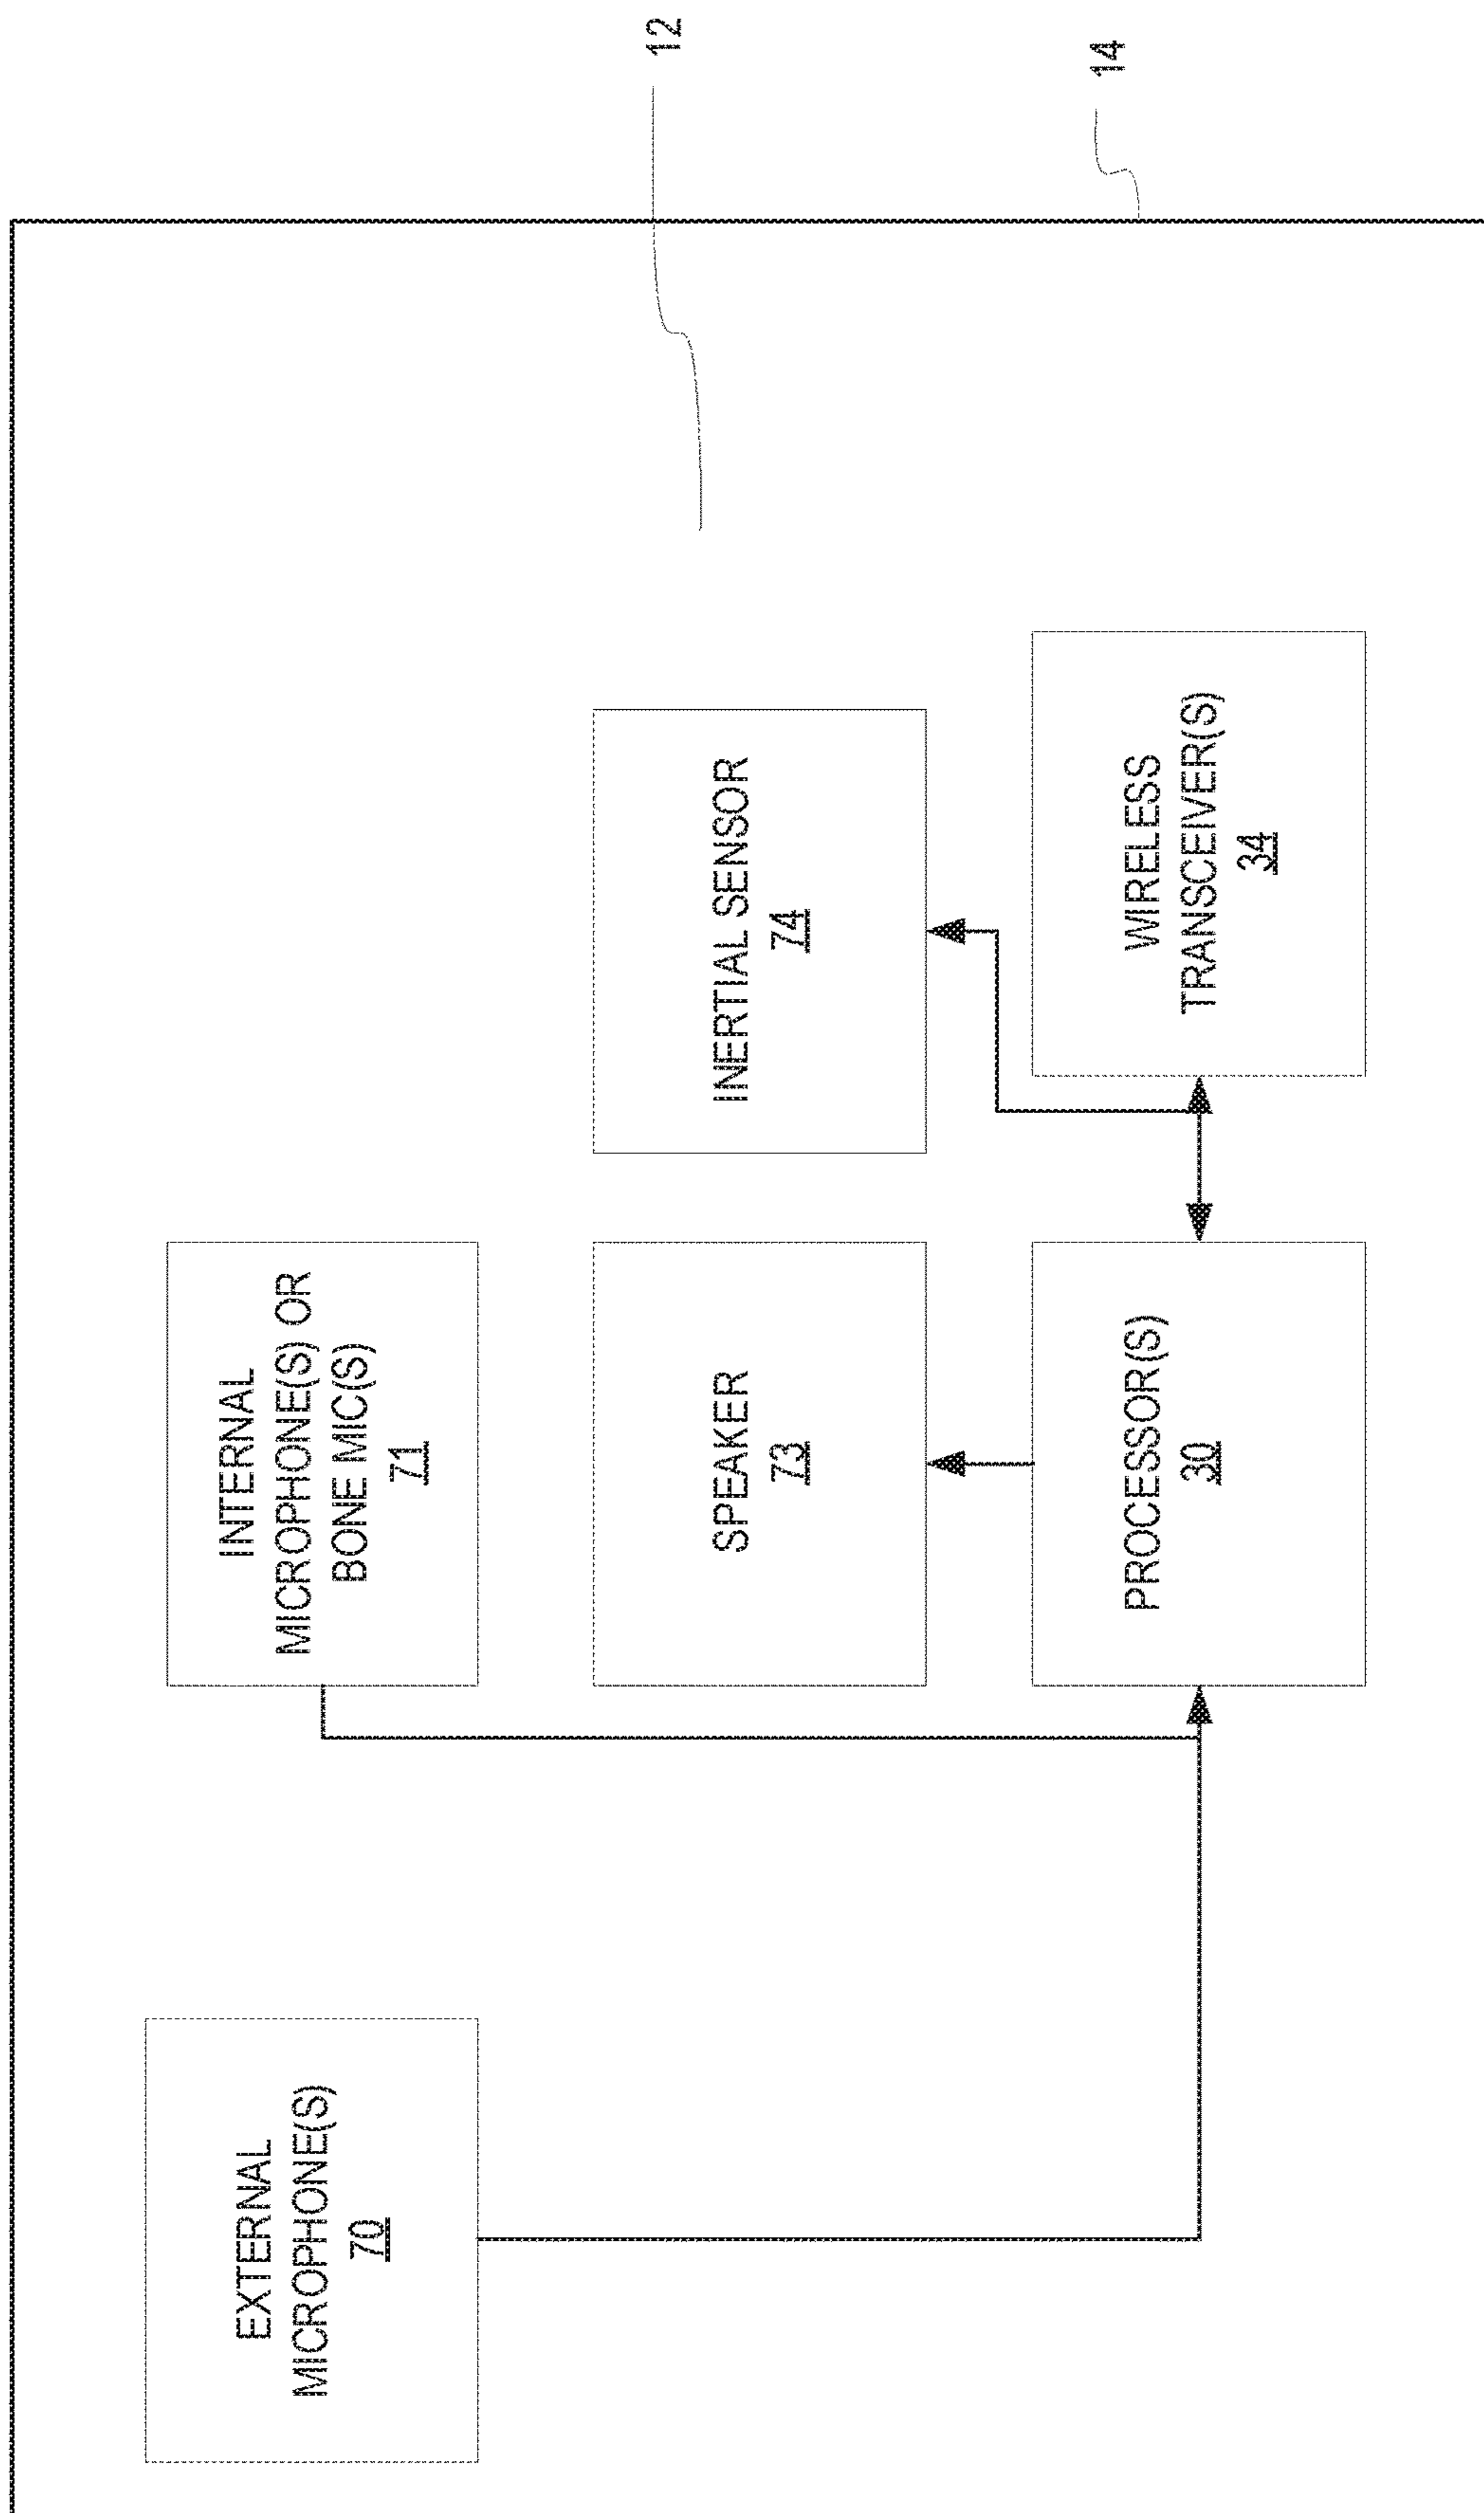 EXTERNAL
MICROPHONE(S)
70
INTERNAL
MICROPHONE(S) OR
BONE MIC(S)
71
SPEAKER
73
INERTIAL SENSOR
74
PROCESSOR(S)
30
WIRELESS
TRANSCEIVER(S)
34
12
14